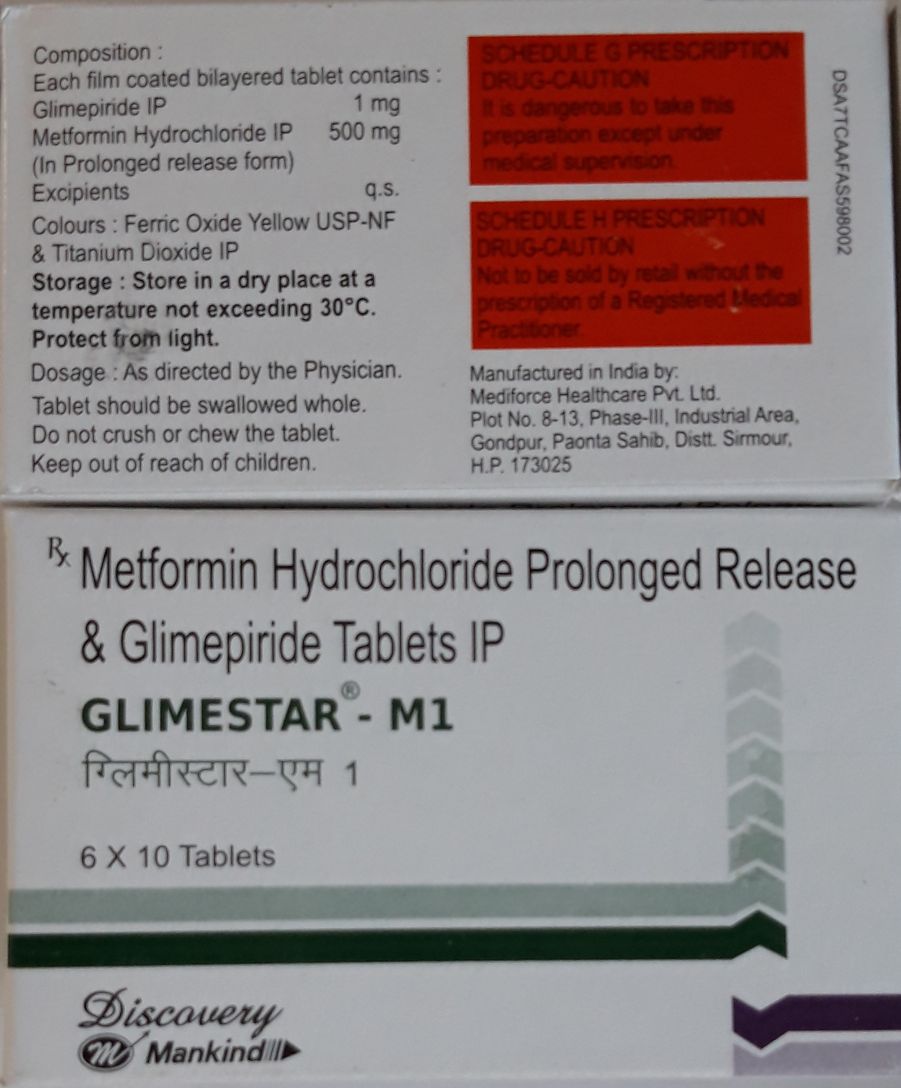 Composition :
Each film coated bilayered tablet contains :
Glimepiride IP 1 mg
Metformin Hydrochloride IP 500 mg
(In Prolonged release form)
Excipients q.s.
Colours : Ferric Oxide Yellow USP-NF
& Titanium Dioxide IP
Storage : Store in a dry place at a
temperature not exceeding 30°C.
Protect from light.
Dosage : As directed by the Physician.
Tablet should be swallowed whole.
Do not crush or chew the tablet.
Keep out of reach of children.
SCHEDULE G PRESCRIPTION
DRUG-CAUTION
It is dangerous to take this
preparation except under
medical supervision.
SCHEDULE H PRESCRIPTION
DRUG-CAUTION
Not to be sold by retail without the
prescription of a Registered Medical
Practitioner.
Manufactured in India by:
Mediforce Healthcare Pvt. Ltd.
Plot No. 8-13, Phase-III, Industrial Area,
Gondpur, Paonta Sahib, Distt. Sirmour,
H.P. 173025
DSA7TCAAFAS598002
Rx Metformin Hydrochloride Prolonged Release
& Glimepiride Tablets IP
GLIMESTAR® - M1
ग्लिमीस्टार–एम 1
6 X 10 Tablets
Discovery
M Mankind